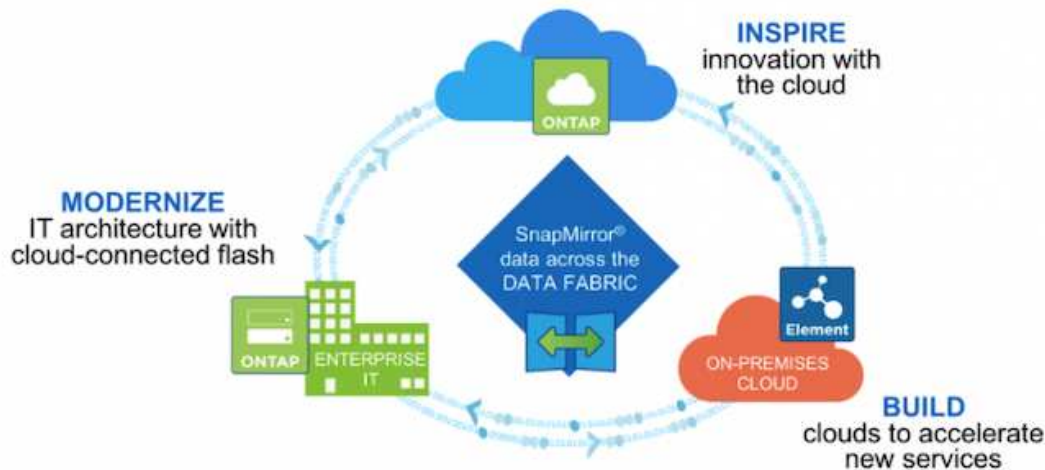 INSPIRE
innovation with
the cloud
ONTAP
MODERNIZE
IT architecture with
cloud-connected flash
SnapMirror®
data across the
DATA FABRIC
ONTAP
ENTERPRISE
IT
Element
ON-PREMISES
CLOUD
BUILD
clouds to accelerate
new services